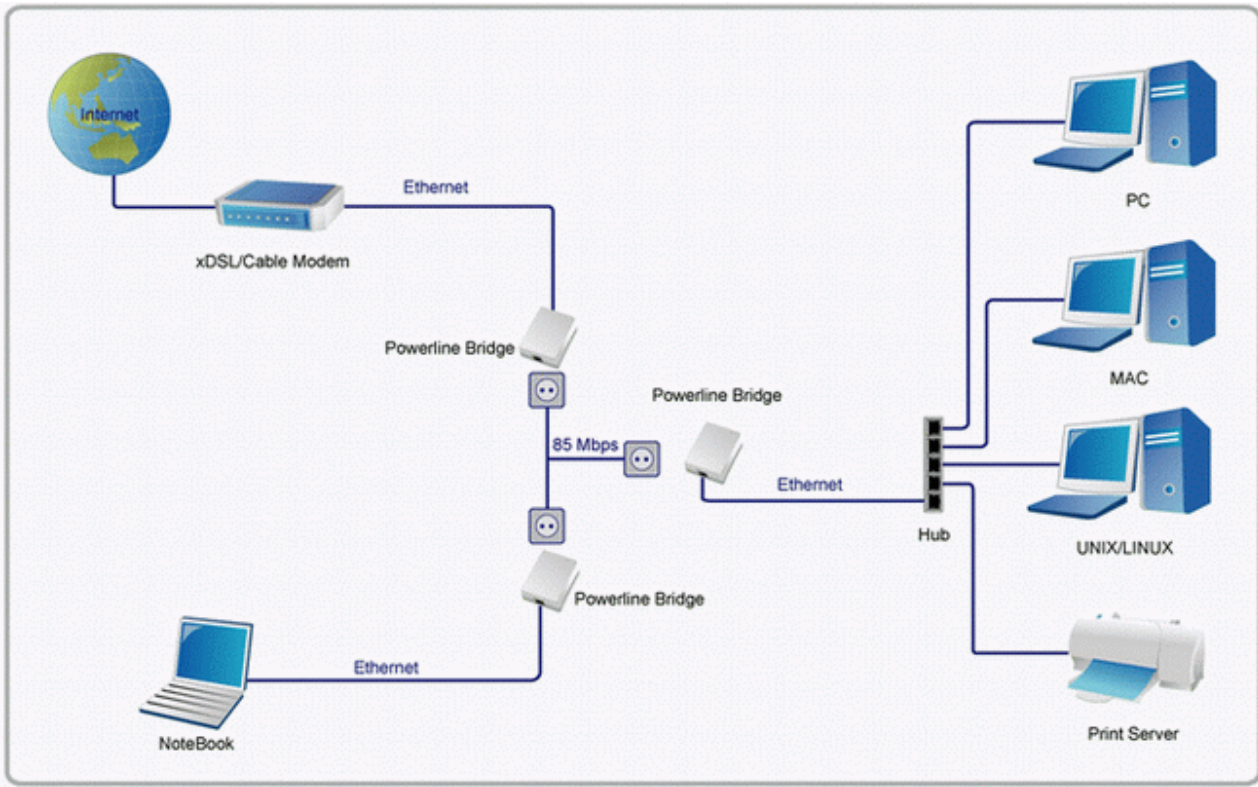 Internet
Ethernet
xDSL/Cable Modem
Powerline Bridge
85 Mbps
Powerline Bridge
Ethernet
Hub
Powerline Bridge
Ethernet
NoteBook
PC
MAC
UNIX/LINUX
Print Server